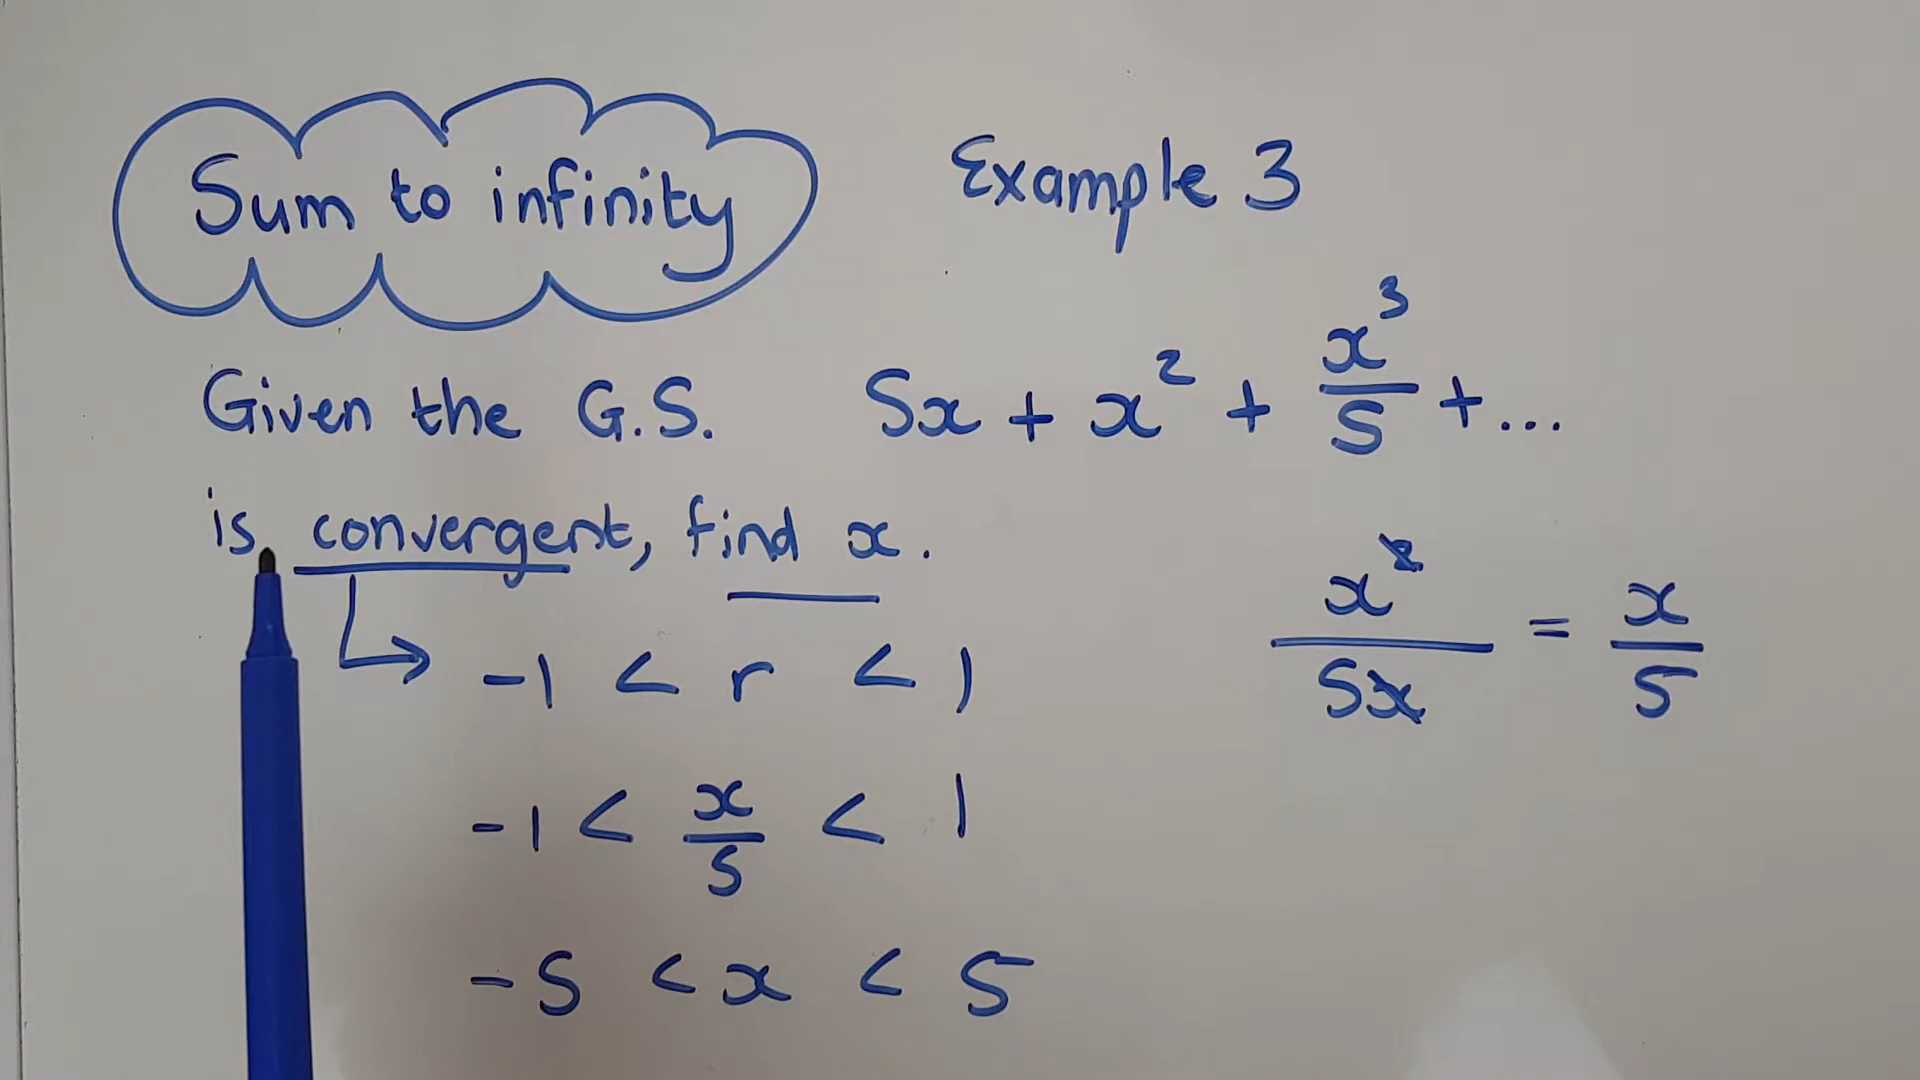 Sum to infinity
Example 3
Given the G.S. 5x + x² + x³/5 + ...
is convergent, find x.
x²/5x = x/5
-1 < r < 1
-1 < x/5 < 1
-5 < x < 5